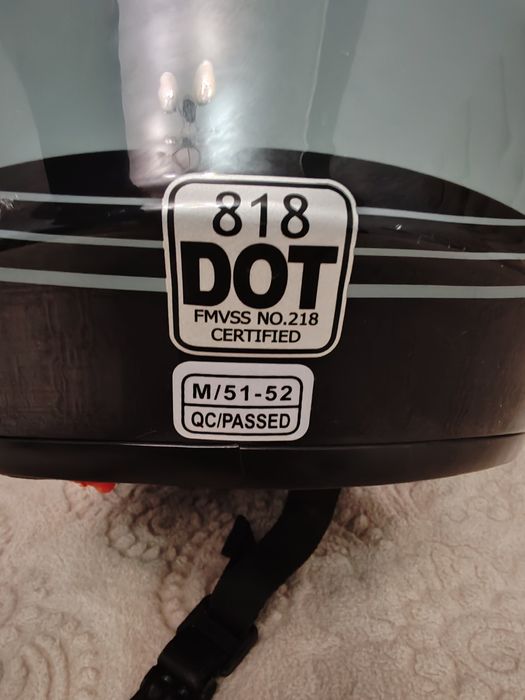 818
DOT
FMVSS NO.218
CERTIFIED
M/51-52
QC/PASSED